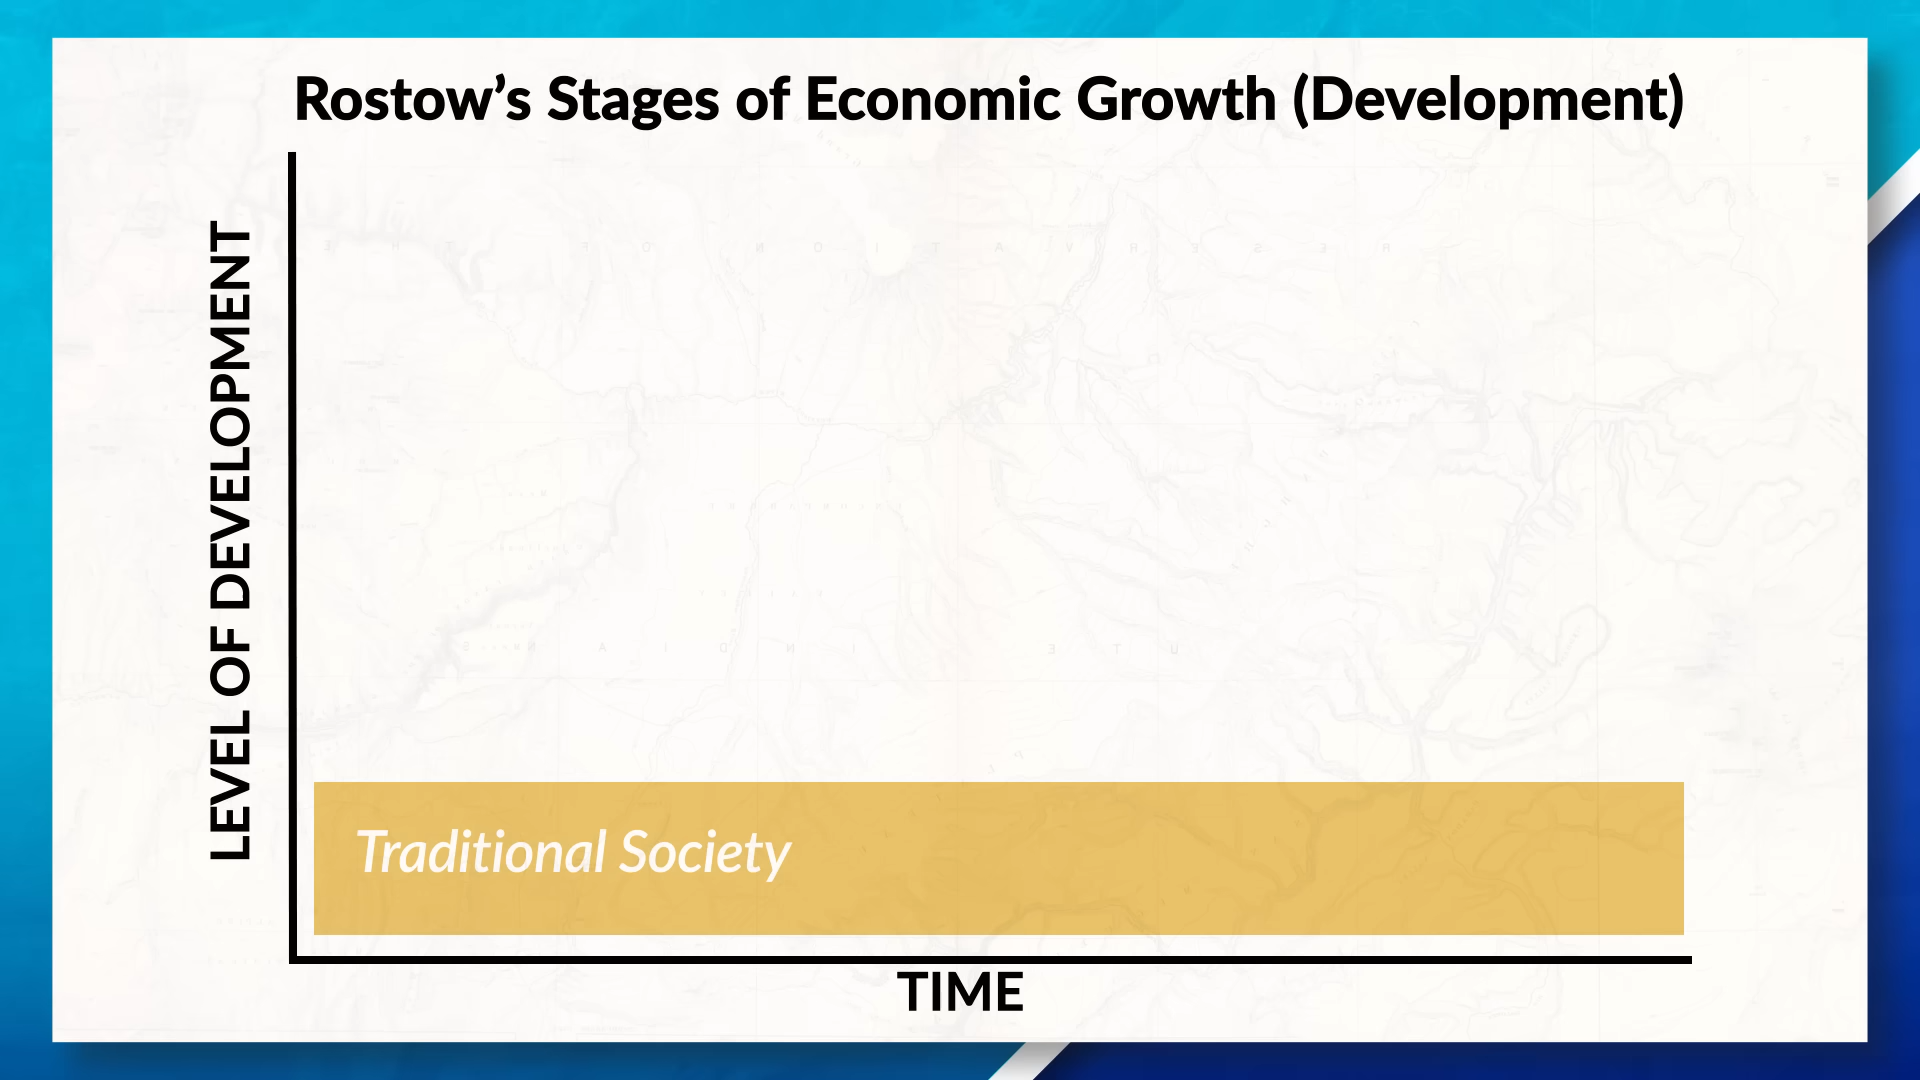 Rostow’s Stages of Economic Growth (Development)
LEVEL OF DEVELOPMENT
Traditional Society
TIME